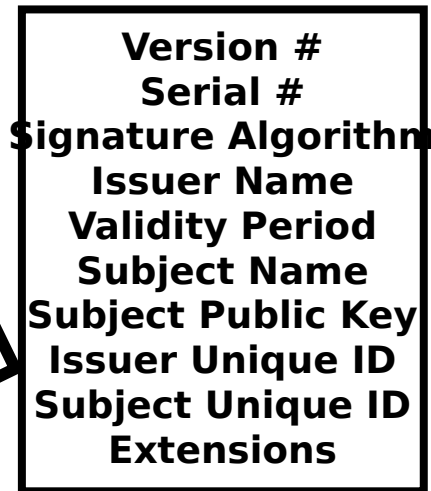 Version #
Serial #
Signature Algorithm
Issuer Name
Validity Period
Subject Name
Subject Public Key
Issuer Unique ID
Subject Unique ID
Extensions